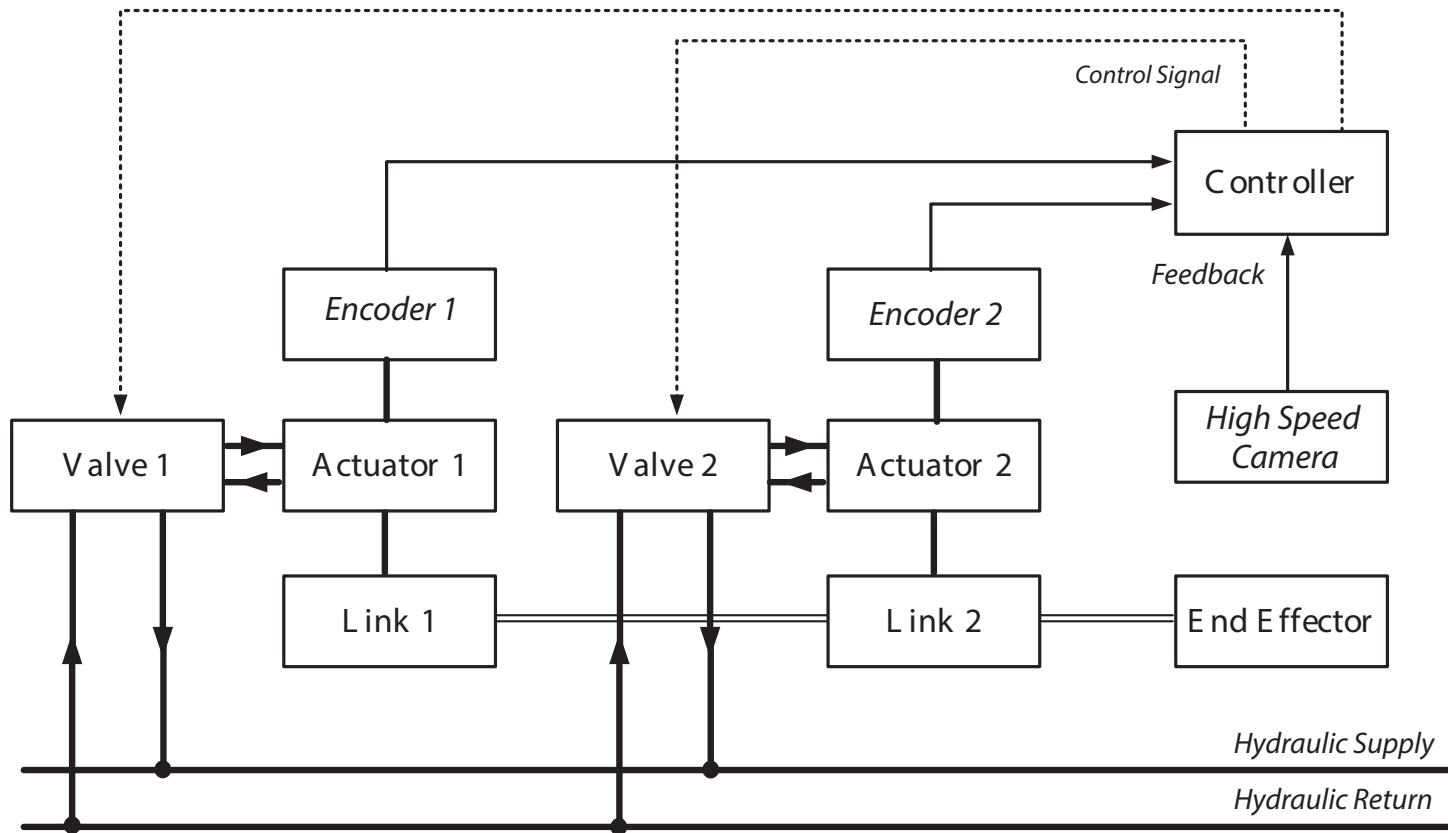 Control Signal
Controller
Feedback
Encoder 1
Encoder 2
High Speed
Camera
Valve 1
Actuator 1
Valve 2
Actuator 2
Link 1
Link 2
End Effector
Hydraulic Supply
Hydraulic Return